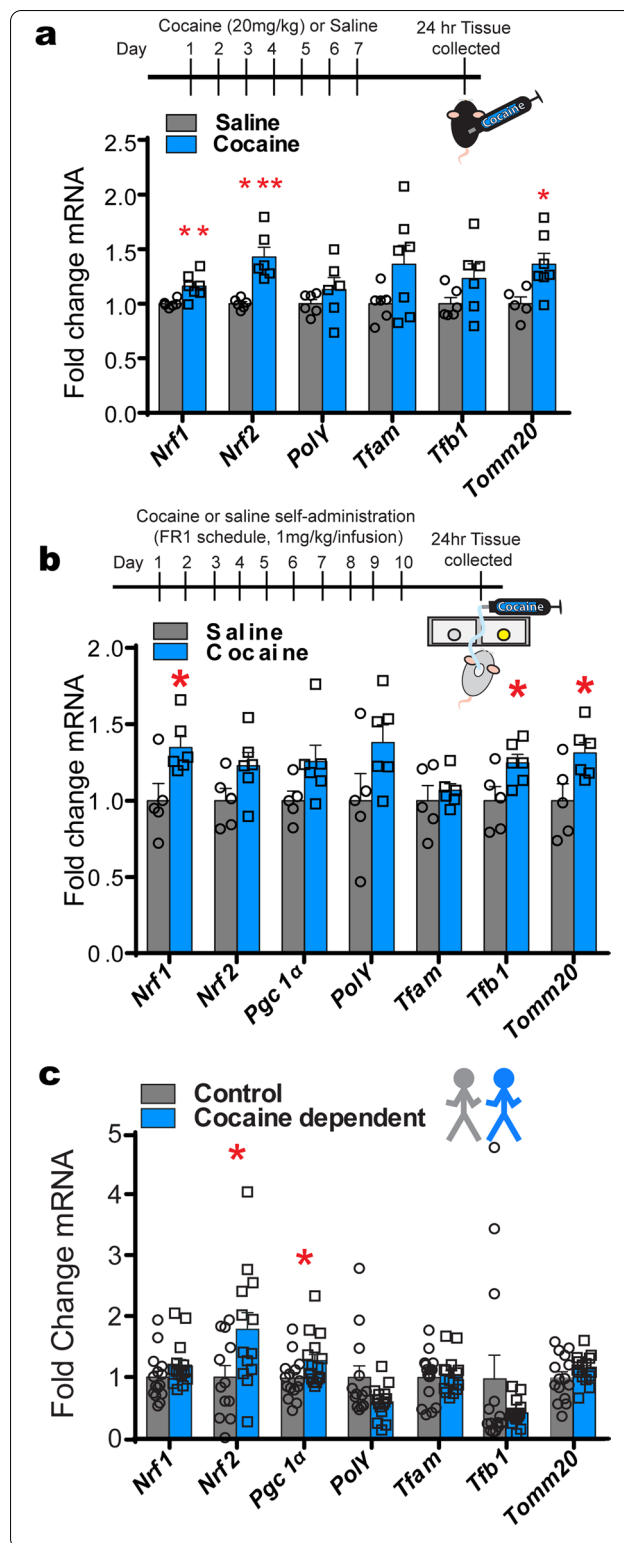 a
Cocaine (20mg/kg) or Saline
24 hr Tissue
collected
Day 1 2 3 4 5 6 7
Cocaine
Saline
Cocaine
Fold change mRNA
2.5
2.0
1.5
1.0
0.5
0.0
** *** *
Nrf1 Nrf2 Polγ Tfam Tfb1 Tomm20
b
Cocaine or saline self-administration
(FR1 schedule, 1mg/kg/infusion)
24hr Tissue
collected
Day 1 2 3 4 5 6 7 8 9 10
Cocaine
Saline
Cocaine
Fold change mRNA
2.0
1.5
1.0
0.5
0.0
* * *
Nrf1 Nrf2 Pgc1α Polγ Tfam Tfb1 Tomm20
c
Control
Cocaine dependent
Fold Change mRNA
5
4
3
2
1
0
* *
Nrf1 Nrf2 Pgc1α Polγ Tfam Tfb1 Tomm20